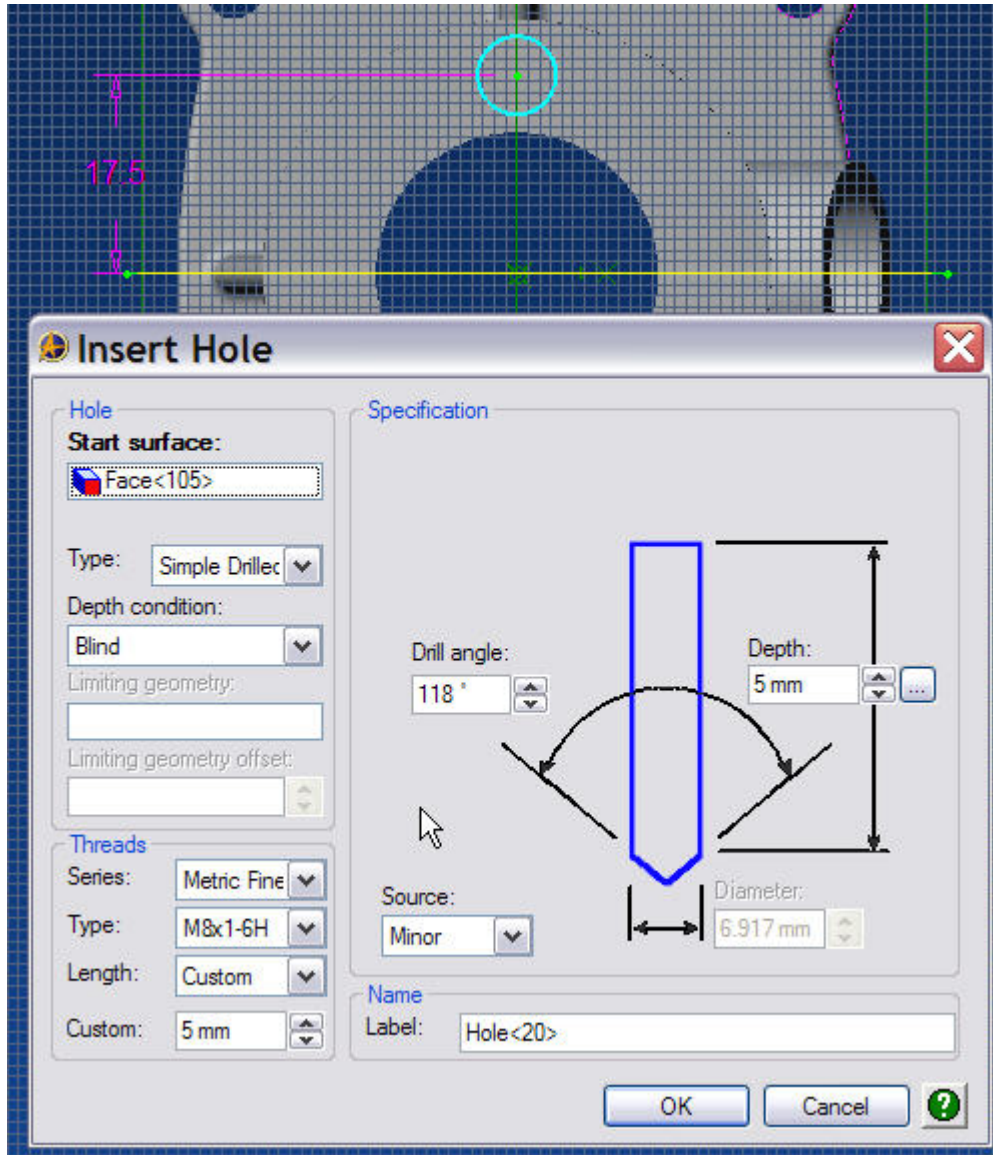 17.5
Insert Hole
Hole
Start surface:
Face<105>
Type: Simple Drillec
Depth condition:
Blind
Limiting geometry:
Limiting geometry offset:
Threads
Series: Metric Fine
Type: M8x1-6H
Length: Custom
Custom: 5 mm
Specification
Drill angle:
118 °
Depth:
5 mm
...
Source:
Minor
Diameter:
6.917 mm
Name
Label: Hole<20>
OK
Cancel
?